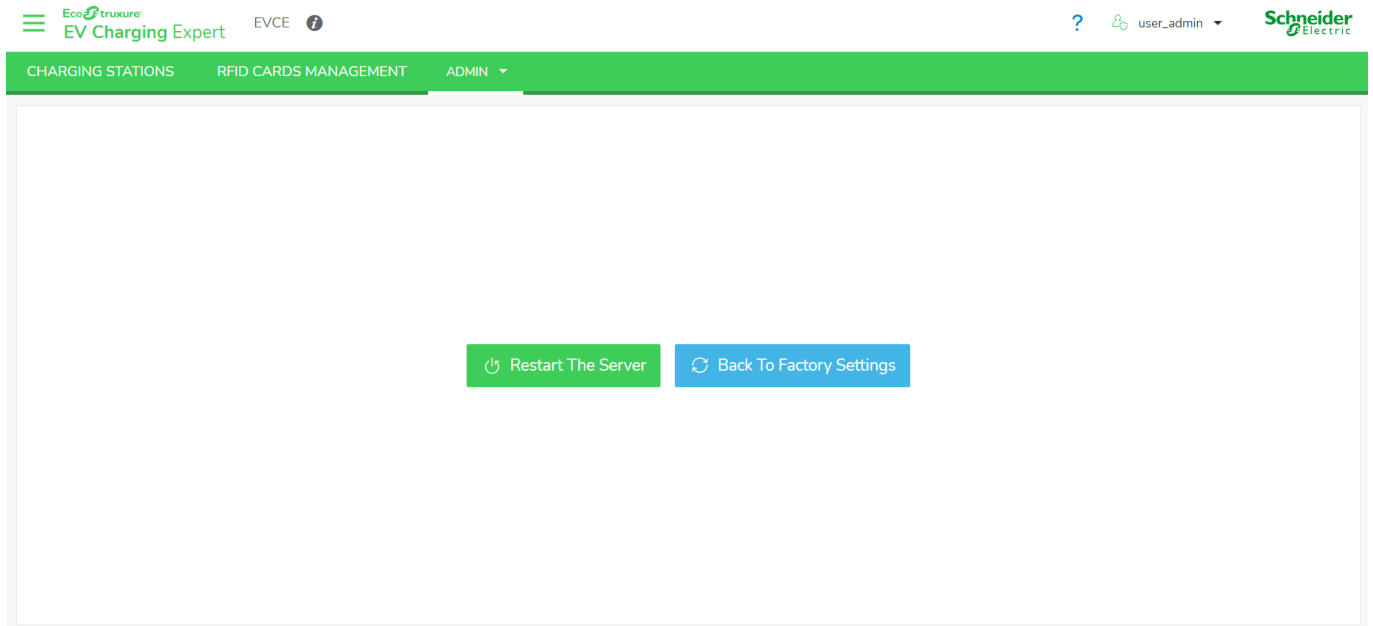 EcoStruxure
EV Charging Expert
EVCE
?
user_admin
Schneider
Electric
CHARGING STATIONS
RFID CARDS MANAGEMENT
ADMIN
Restart The Server
Back To Factory Settings